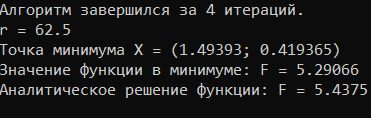 Алгоритм завершился за 4 итераций.
r = 62.5
Точка минимума X = (1.49393; 0.419365)
Значение функции в минимуме: F = 5.29066
Аналитическое решение функции: F = 5.4375